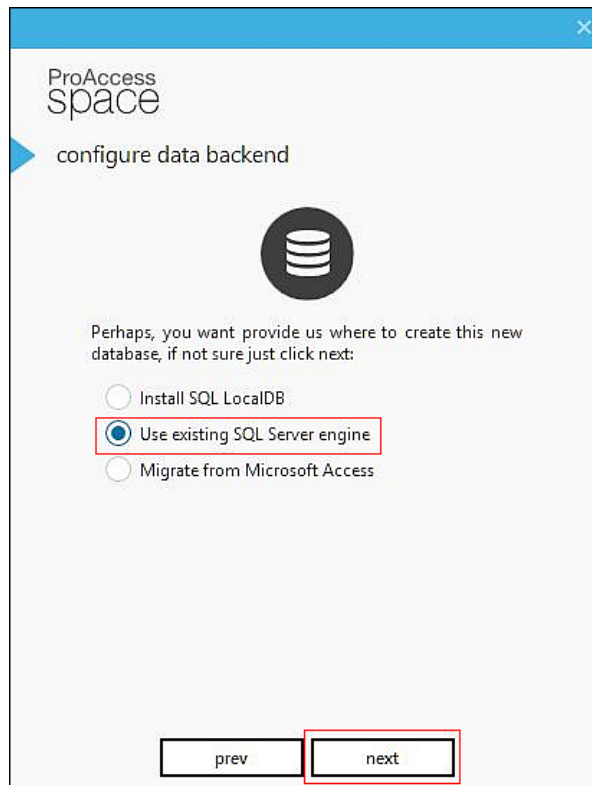 ProAccess
space
configure data backend
Perhaps, you want provide us where to create this new
database, if not sure just click next:
Install SQL LocalDB
Use existing SQL Server engine
Migrate from Microsoft Access
prev
next